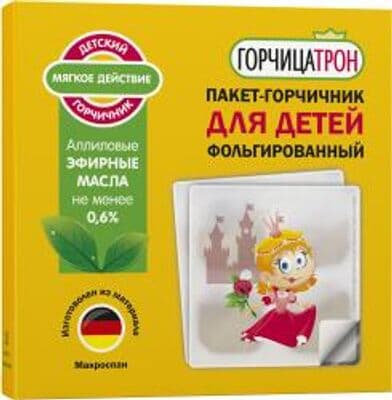 ДЕТСКИЙ
МЯГКОЕ ДЕЙСТВИЕ
ГОРЧИЧНИК
Аллиловые
ЭФИРНЫЕ
МАСЛА
не менее
0,6%
Изготовлен из материала
Макроспан
ГОРЧИЦАТРОН
ПАКЕТ-ГОРЧИЧНИК
ДЛЯ ДЕТЕЙ
ФОЛЬГИРОВАННЫЙ